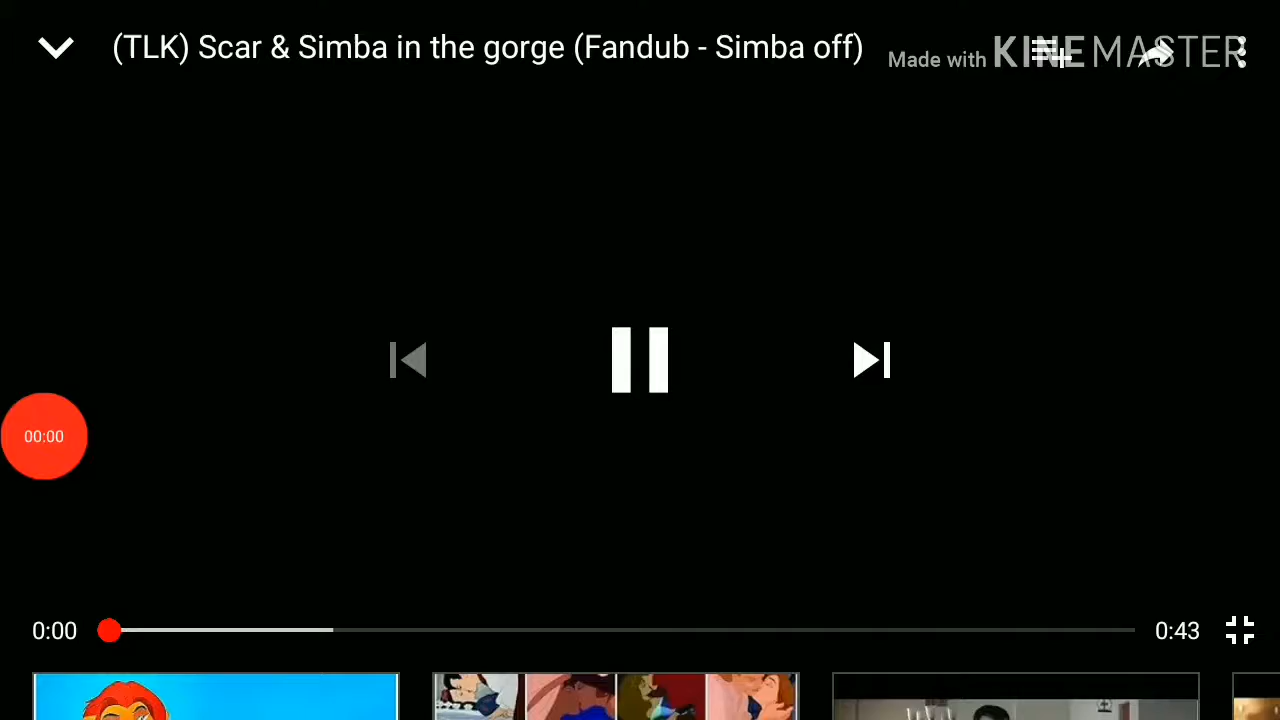 (TLK) Scar & Simba in the gorge (Fandub - Simba off)
Made with KINEMASTER
00:00
0:00
0:43